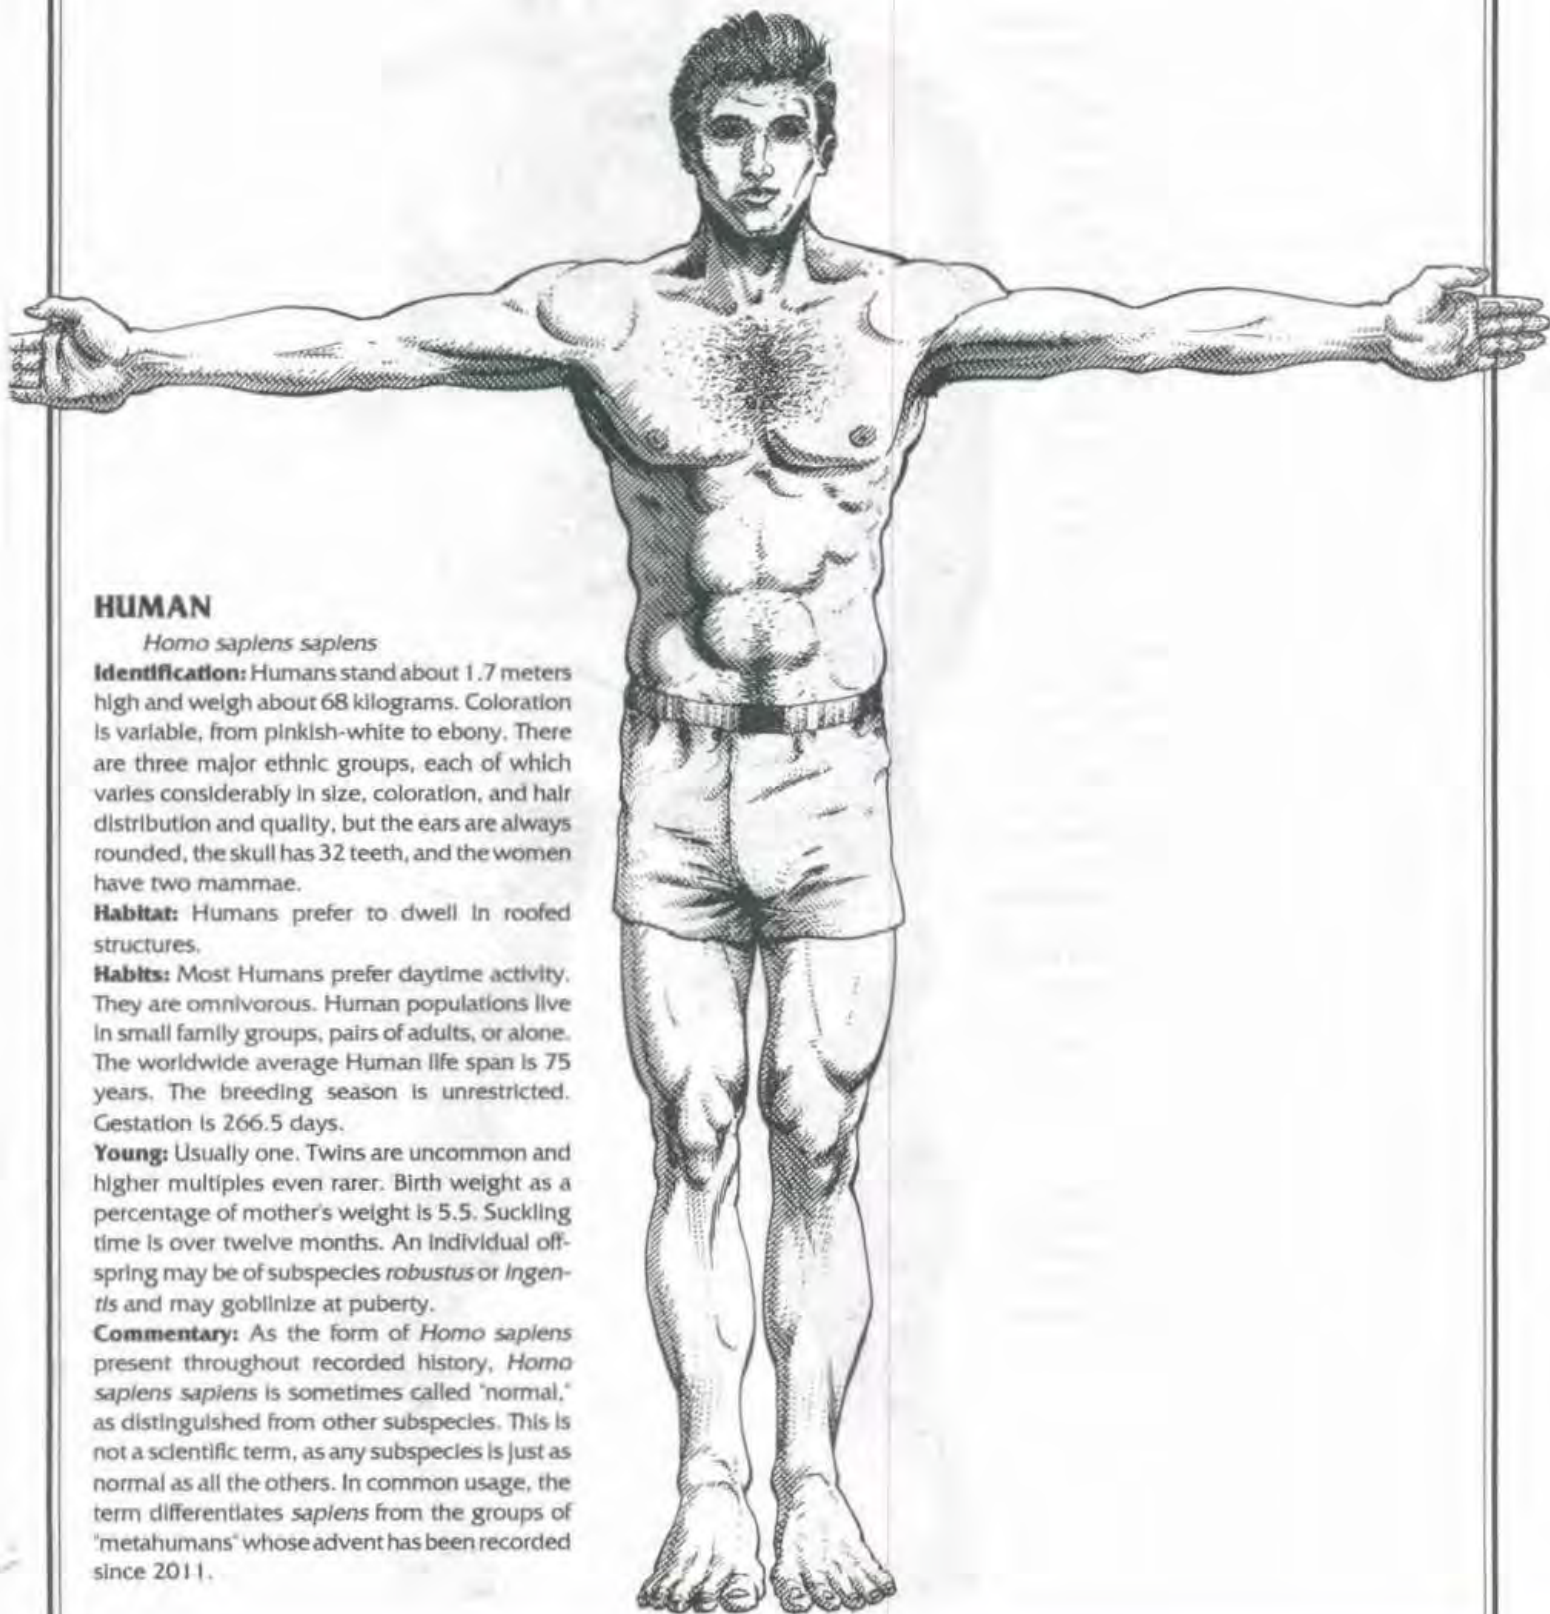 HUMAN
Homo sapiens sapiens
Identification: Humans stand about 1.7 meters
high and weigh about 68 kilograms. Coloration
is variable, from pinkish-white to ebony. There
are three major ethnic groups, each of which
varies considerably in size, coloration, and hair
distribution and quality, but the ears are always
rounded, the skull has 32 teeth, and the women
have two mammae.
Habitat: Humans prefer to dwell in roofed
structures.
Habits: Most Humans prefer daytime activity.
They are omnivorous. Human populations live
in small family groups, pairs of adults, or alone.
The worldwide average Human life span is 75
years. The breeding season is unrestricted.
Gestation is 266.5 days.
Young: Usually one. Twins are uncommon and
higher multiples even rarer. Birth weight as a
percentage of mother's weight is 5.5. Suckling
time is over twelve months. An individual off-
spring may be of subspecies robustus or ingen-
tis and may goblinize at puberty.
Commentary: As the form of Homo sapiens
present throughout recorded history, Homo
sapiens sapiens is sometimes called "normal,"
as distinguished from other subspecies. This is
not a scientific term, as any subspecies is just as
normal as all the others. In common usage, the
term differentiates sapiens from the groups of
"metahumans" whose advent has been recorded
since 2011.